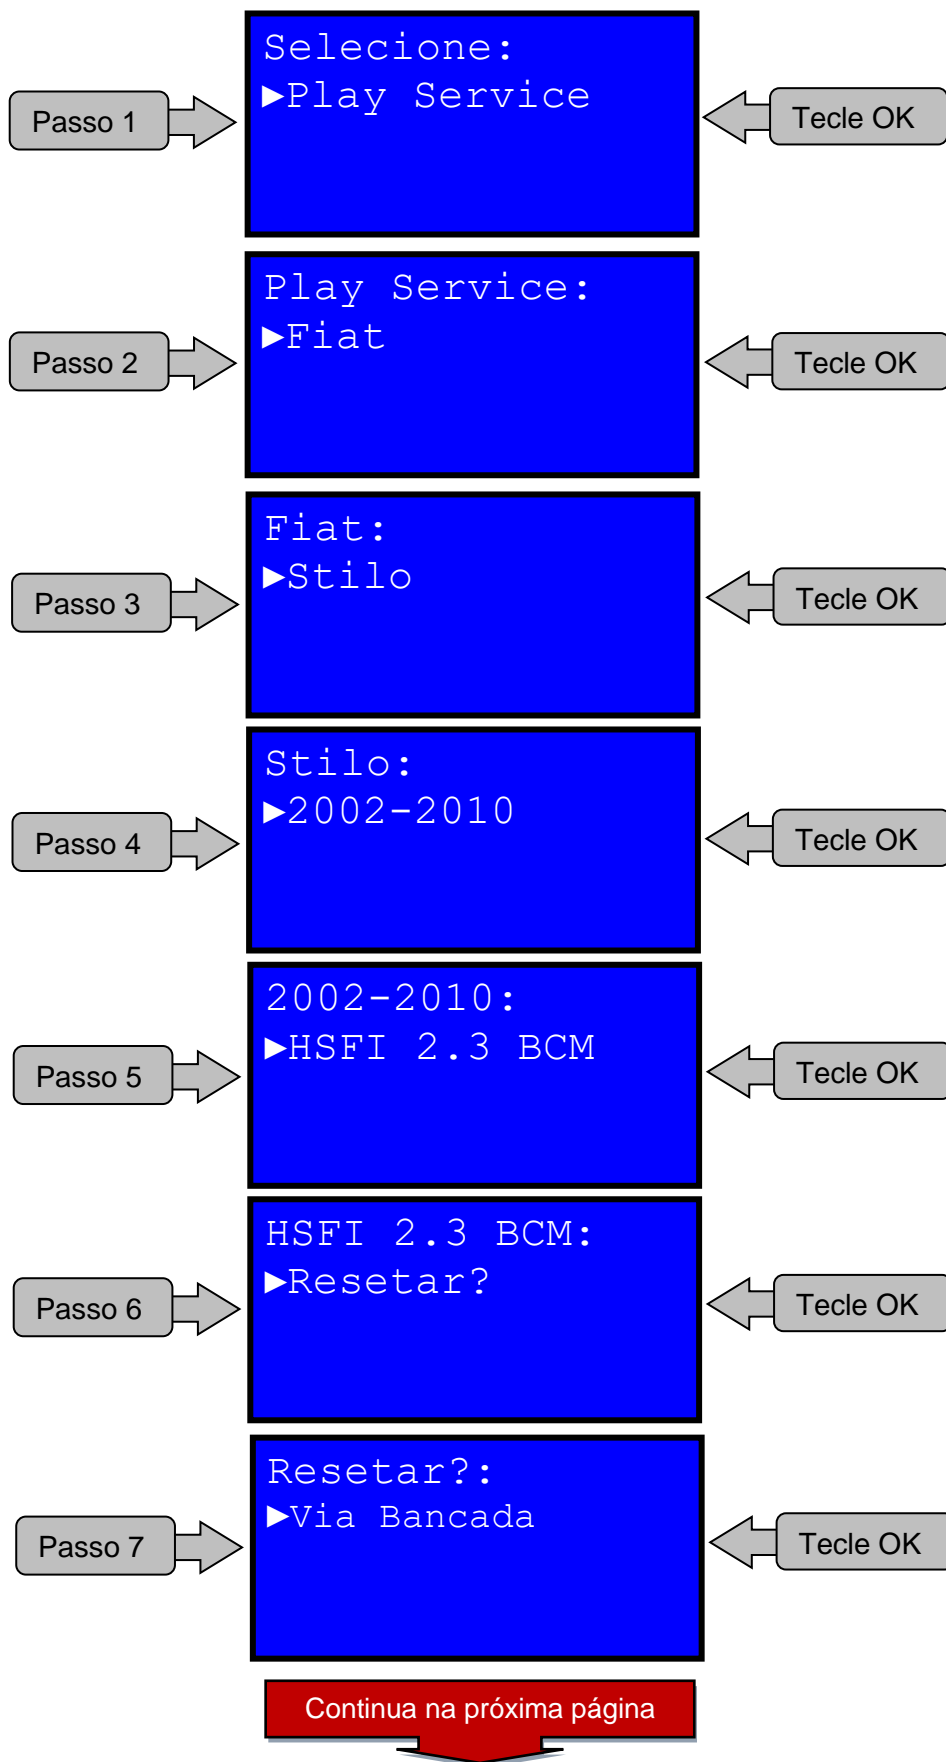 Selecione:
Passo 1
►Play Service
Tecle OK
Play Service:
Passo 2
►Fiat
Tecle OK
Fiat:
Passo 3
►Stilo
Tecle OK
Stilo:
Passo 4
►2002-2010
Tecle OK
2002-2010:
Passo 5
►HSFI 2.3 BCM
Tecle OK
HSFI 2.3 BCM:
Passo 6
►Resetar?
Tecle OK
Resetar?:
Passo 7
►Via Bancada
Tecle OK
Continua na próxima página